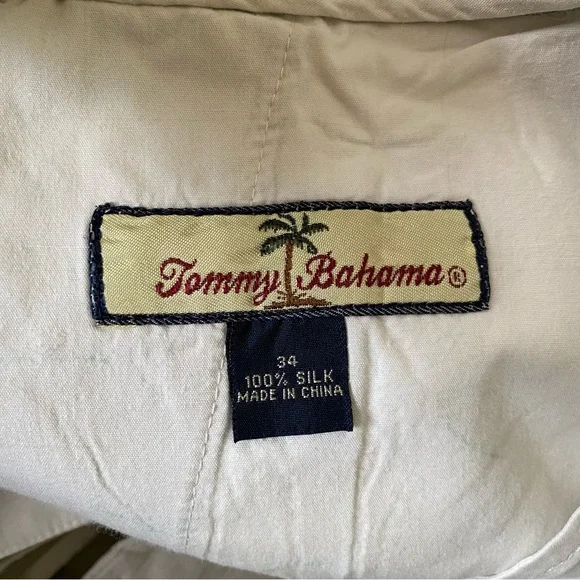 Tommy Bahama®
34
100% SILK
MADE IN CHINA